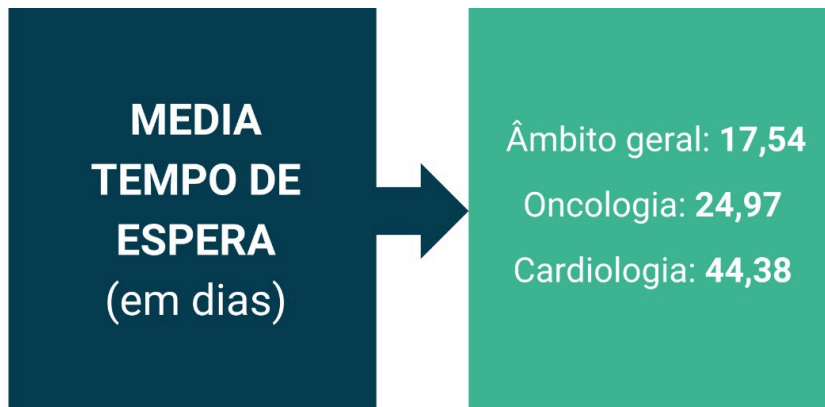 MEDIA
TEMPO DE
ESPERA
(em dias)
Âmbito geral: 17,54
Oncologia: 24,97
Cardiologia: 44,38